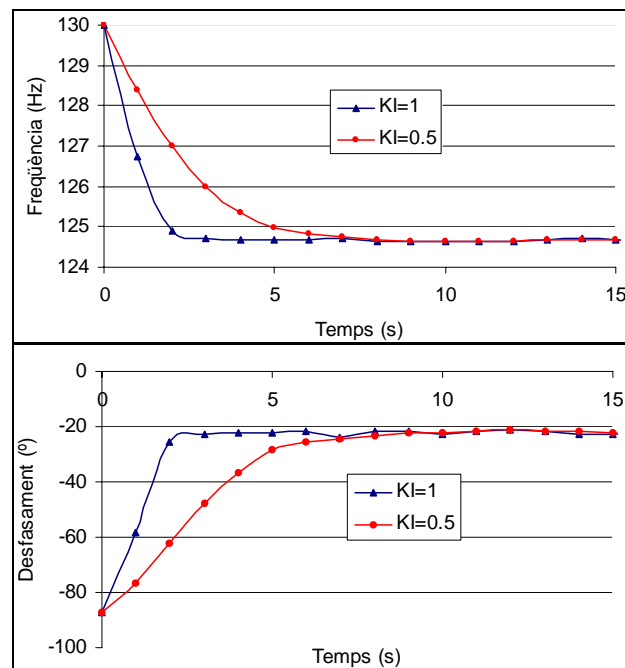 130
129
128
127
126
125
124
Freqüència (Hz)
KI=1
KI=0.5
0 5 10 15
Temps (s)
0
-20
-40
-60
-80
-100
Desfasament (º)
0 5 10 15
KI=1
KI=0.5
Temps (s)